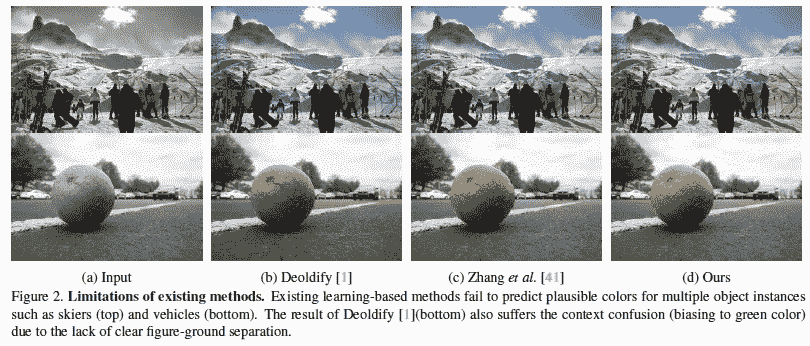 (a) Input
(b) Deoldify [1]
(c) Zhang et al. [41]
(d) Ours
Figure 2. Limitations of existing methods. Existing learning-based methods fail to predict plausible colors for multiple object instances
such as skiers (top) and vehicles (bottom). The result of Deoldify [1](bottom) also suffers the context confusion (biasing to green color)
due to the lack of clear figure-ground separation.